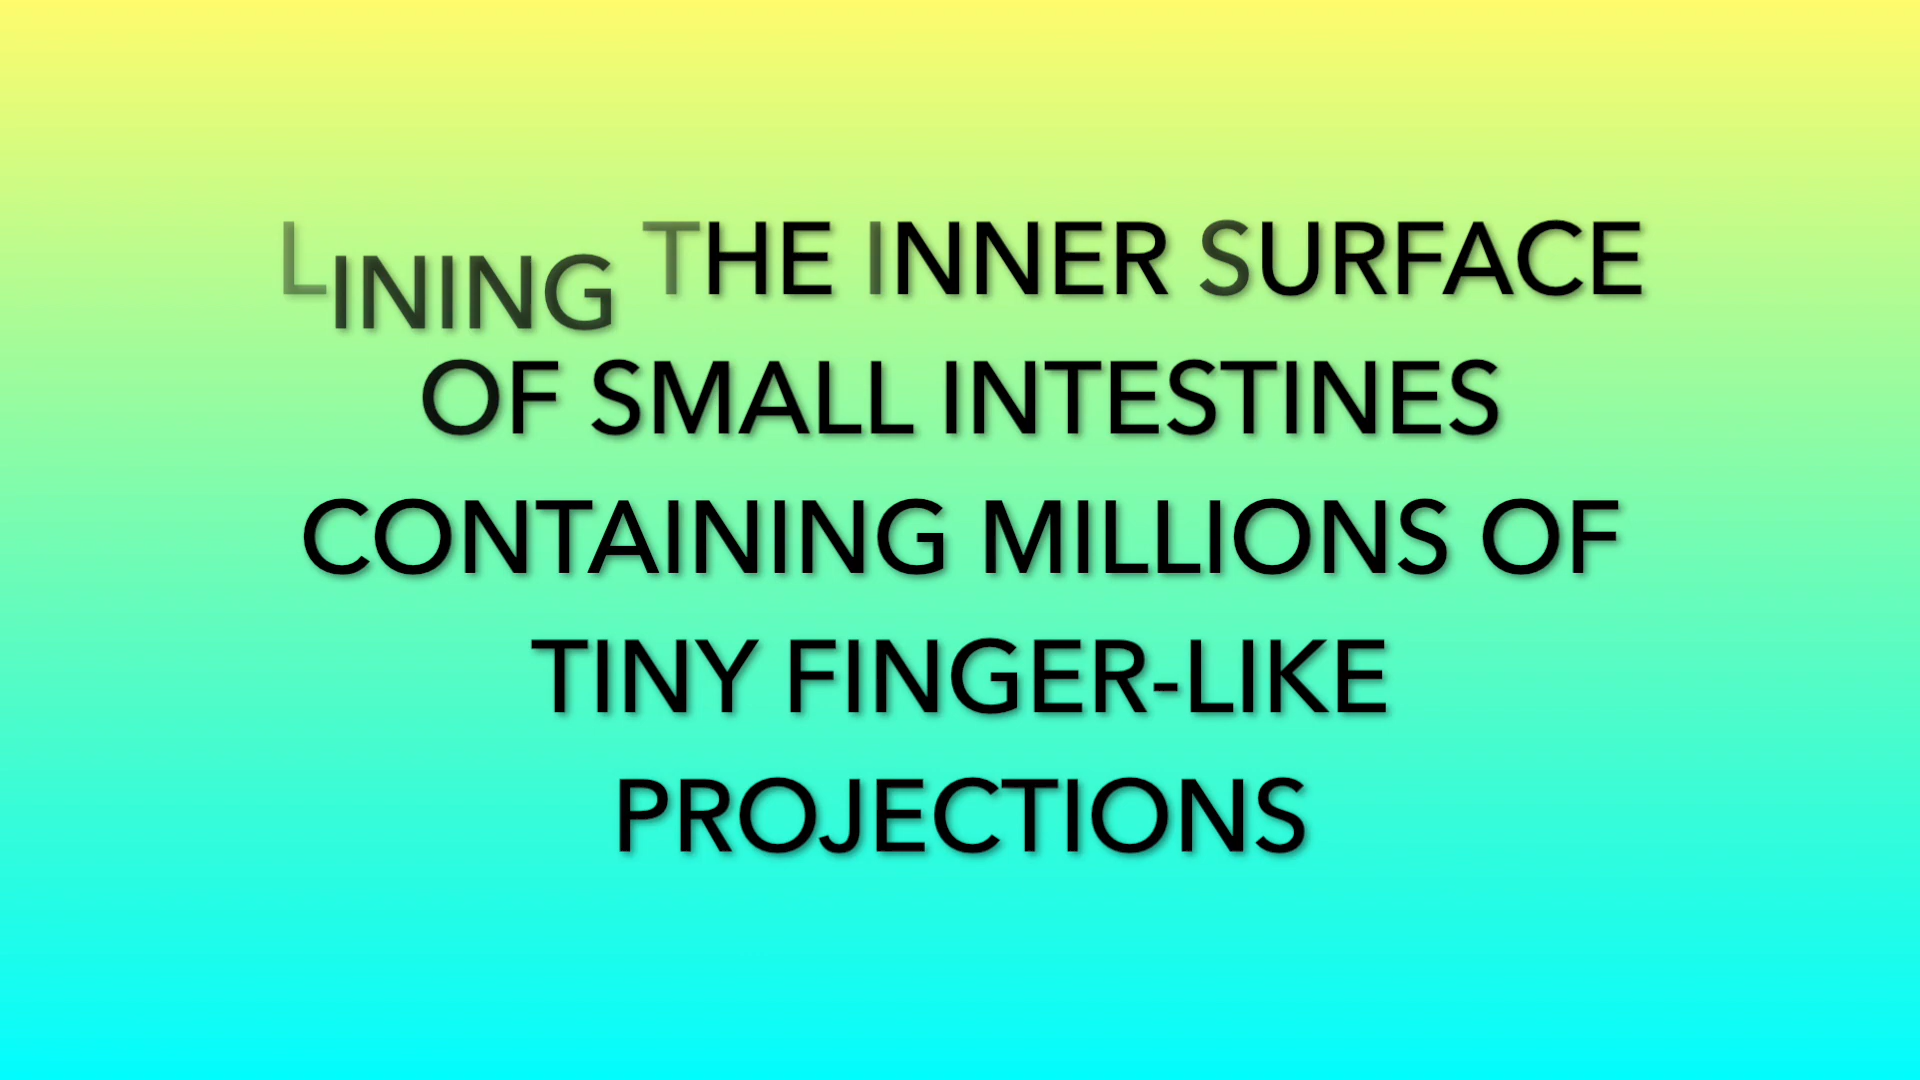 LINING THE INNER SURFACE
OF SMALL INTESTINES
CONTAINING MILLIONS OF
TINY FINGER-LIKE
PROJECTIONS